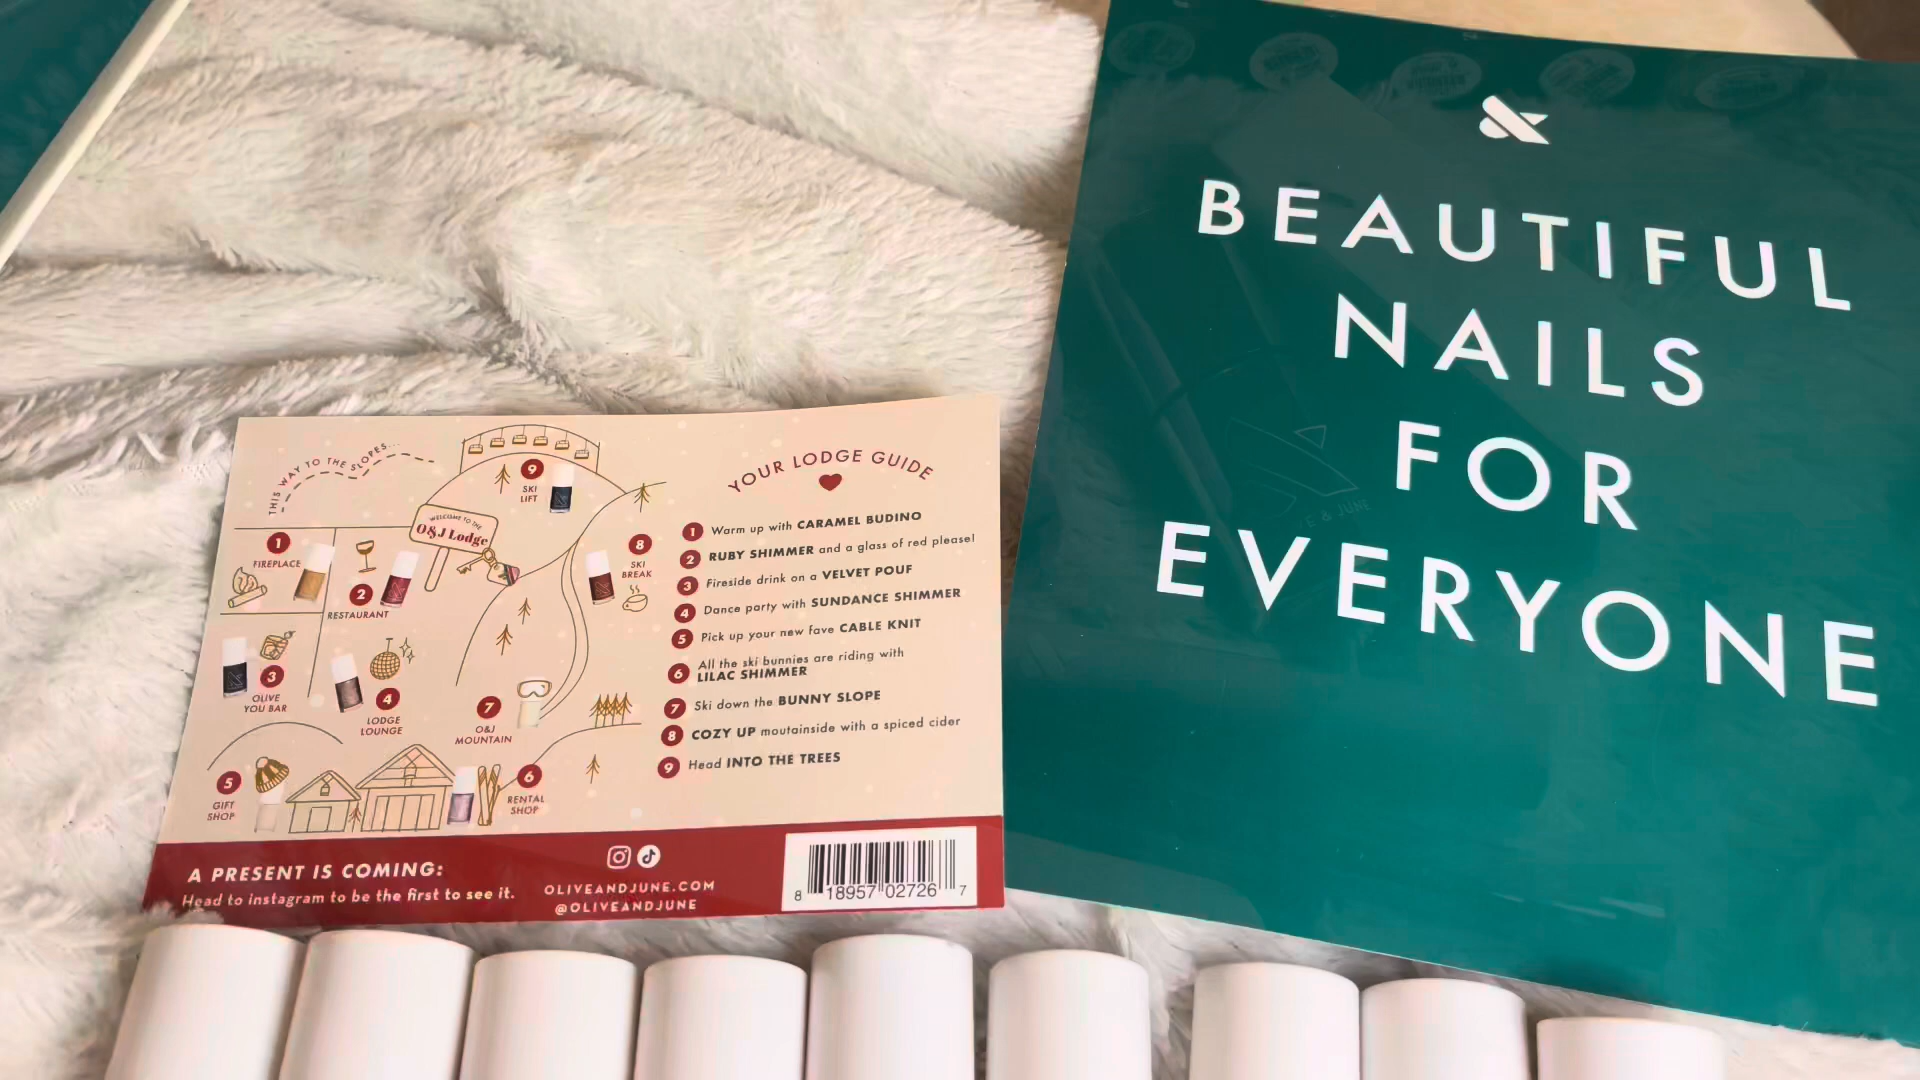 THIS WAY TO THE SLOPES...
9
SKI
LIFT
WELCOME TO THE
O&J Lodge
1
FIREPLACE
2
RESTAURANT
8
SKI
BREAK
3
OLIVE
YOU BAR
4
LODGE
LOUNGE
7
O&J
MOUNTAIN
5
GIFT
SHOP
6
RENTAL
SHOP
YOUR LODGE GUIDE
1 Warm up with CARAMEL BUDINO
2 RUBY SHIMMER and a glass of red please!
3 Fireside drink on a VELVET POUF
4 Dance party with SUNDANCE SHIMMER
5 Pick up your new fave CABLE KNIT
6 All the ski bunnies are riding with
LILAC SHIMMER
7 Ski down the BUNNY SLOPE
8 COZY UP moutainside with a spiced cider
9 Head INTO THE TREES
A PRESENT IS COMING:
Head to instagram to be the first to see it.
OLIVEANDJUNE.COM
@OLIVEANDJUNE
8 18957 02726 7
BEAUTIFUL
NAILS
FOR
EVERYONE
E & JUNE